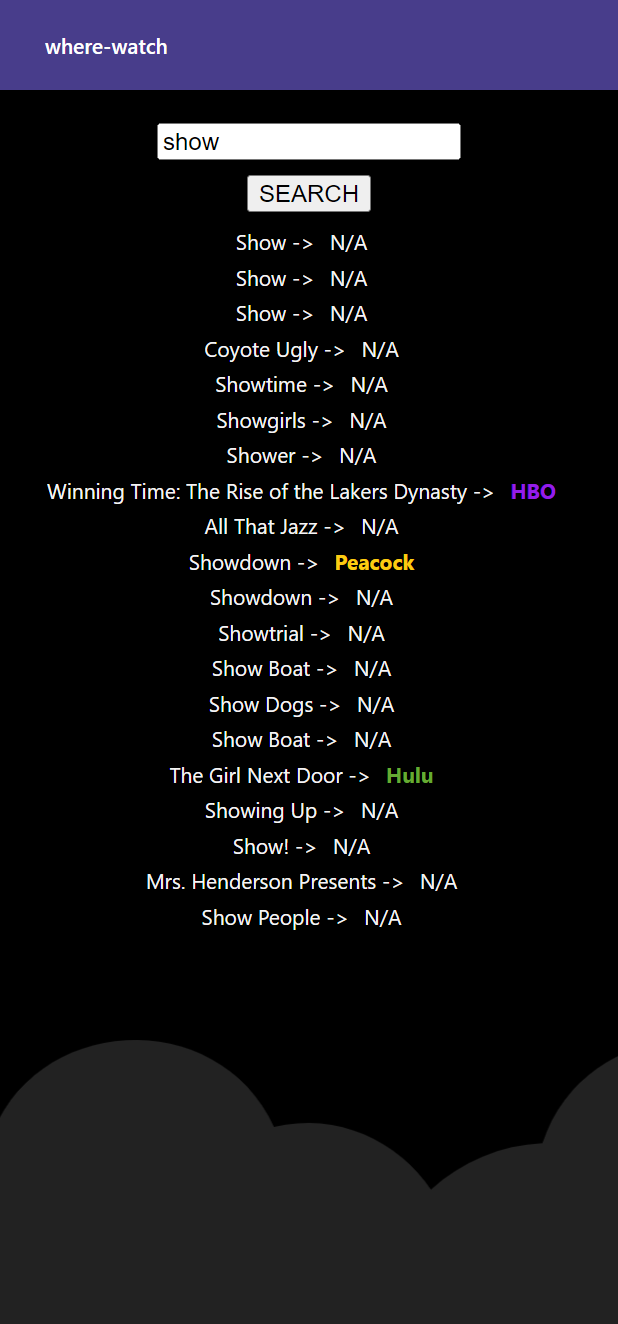 where-watch
show
SEARCH
Show -> N/A
Show -> N/A
Show -> N/A
Coyote Ugly -> N/A
Showtime -> N/A
Showgirls -> N/A
Shower -> N/A
Winning Time: The Rise of the Lakers Dynasty -> HBO
All That Jazz -> N/A
Showdown -> Peacock
Showdown -> N/A
Showtrial -> N/A
Show Boat -> N/A
Show Dogs -> N/A
Show Boat -> N/A
The Girl Next Door -> Hulu
Showing Up -> N/A
Show! -> N/A
Mrs. Henderson Presents -> N/A
Show People -> N/A